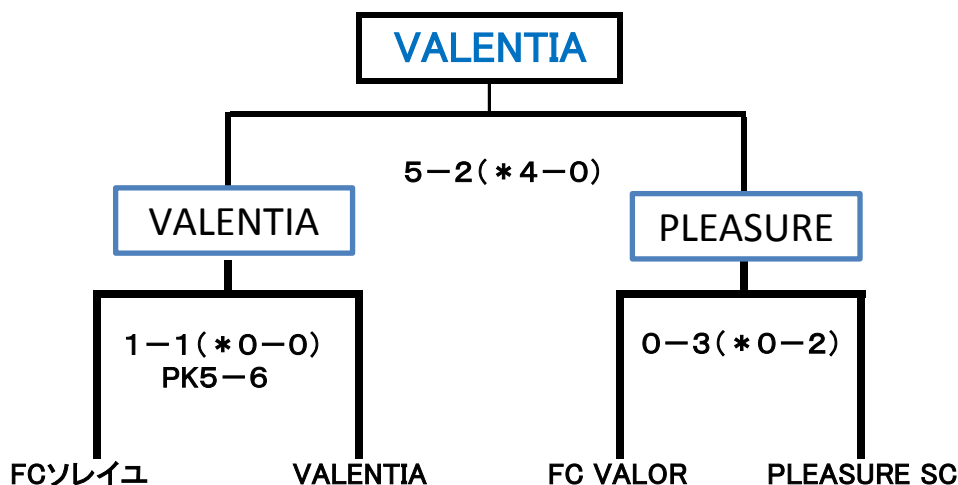 VALENTIA
5－2（＊4－0）
VALENTIA
PLEASURE
1－1（＊0－0）
PK5－6
0－3（＊0－2）
FCソレイユ
VALENTIA
FC VALOR
PLEASURE SC